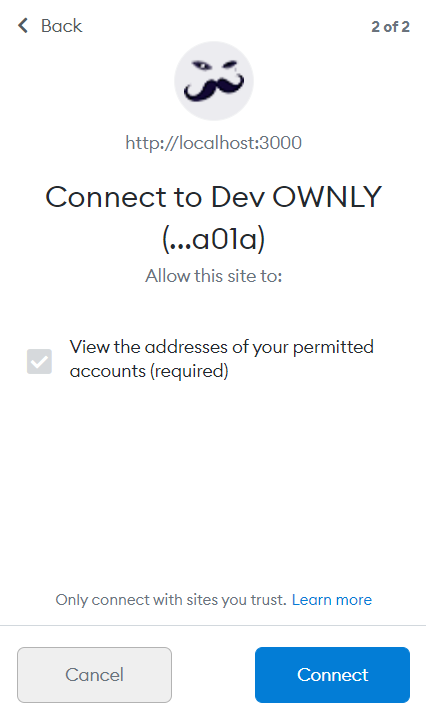 Back
2 of 2
http://localhost:3000
Connect to Dev OWNLY
(...a01a)
Allow this site to:
View the addresses of your permitted
accounts (required)
Only connect with sites you trust. Learn more
Cancel
Connect